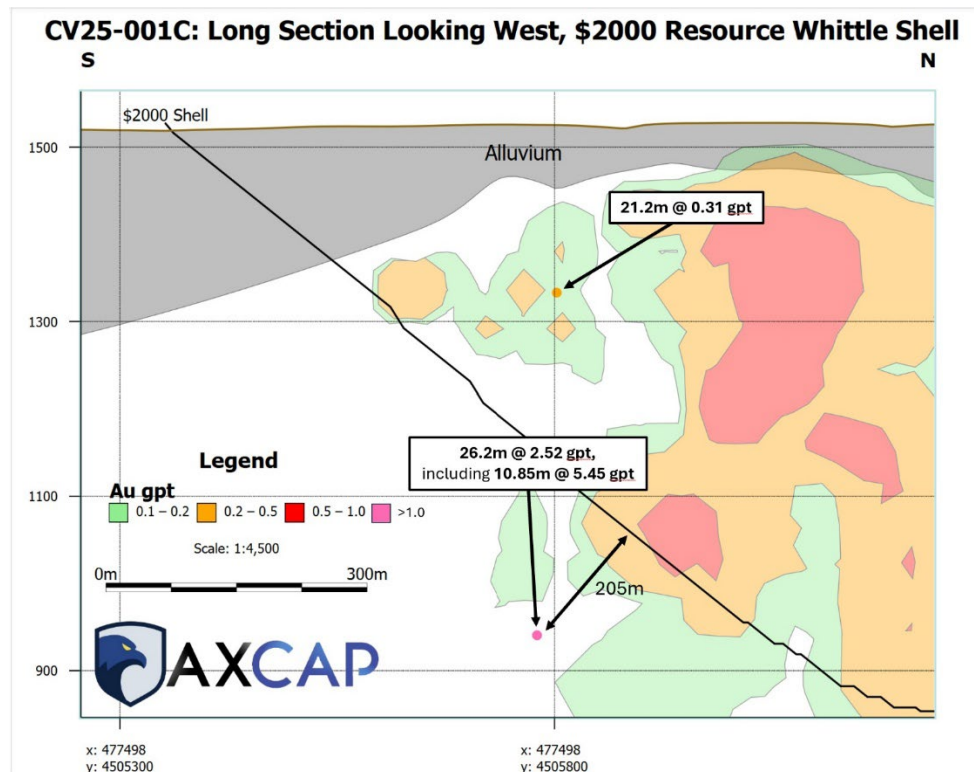 CV25-001C: Long Section Looking West, $2000 Resource Whittle Shell
S
N
$2000 Shell
1500
Alluvium
21.2m @ 0.31 gpt
1300
26.2m @ 2.52 gpt,
including 10.85m @ 5.45 gpt
Legend
Au gpt
0.1 – 0.2
0.2 – 0.5
0.5 – 1.0
>1.0
1100
Scale: 1:4,500
0m
300m
205m
AXCAP
900
x: 477498
y: 4505300
x: 477498
y: 4505800